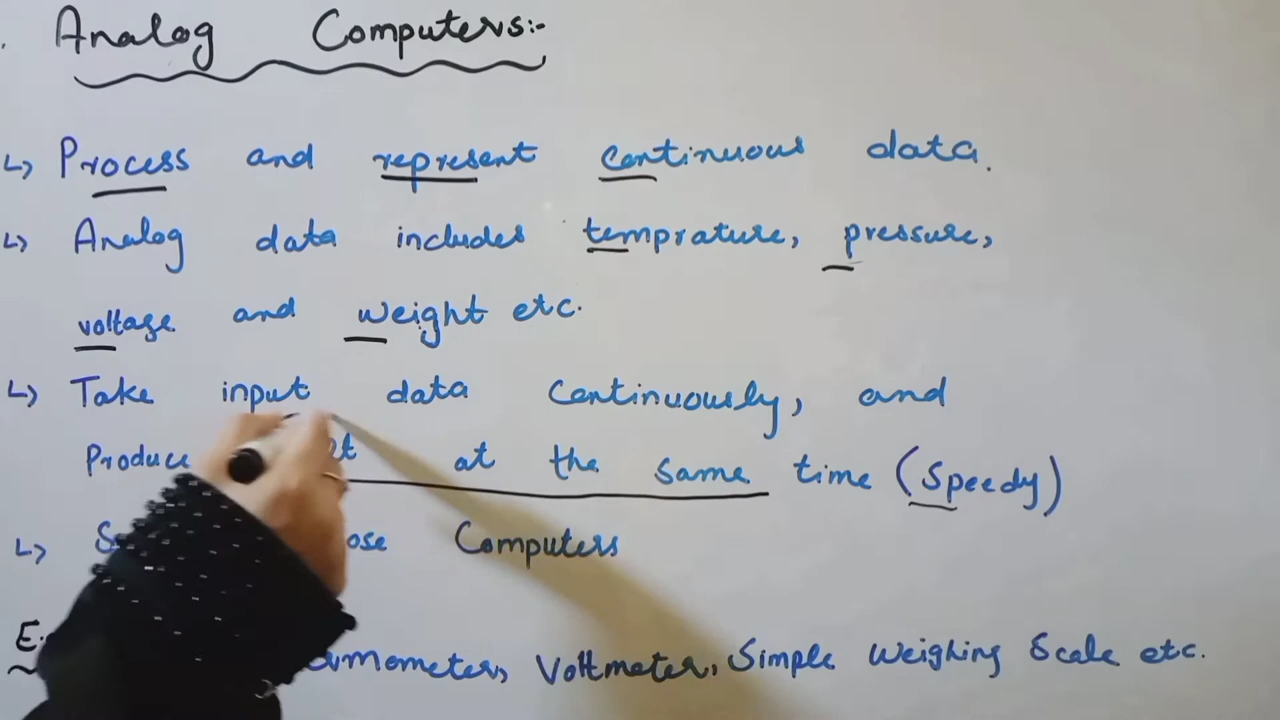 Analog Computers:-
↳ Process and represent continuous data.
↳ Analog data includes temprature, pressure,
voltage and weight etc.
↳ Take input data continuously, and
Produce at the same time (Speedy)
↳ Computers
Voltmeter, Simple Weighing Scale etc.